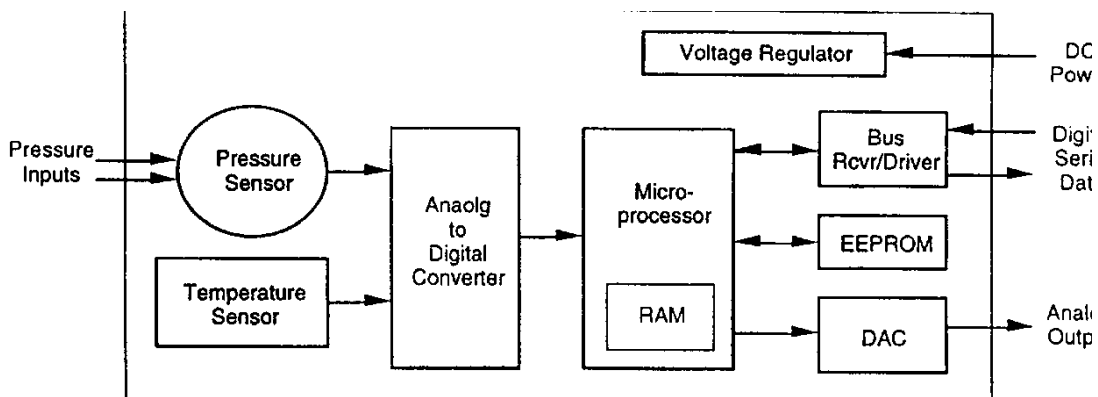 Voltage Regulator
Pressure
Inputs
Pressure
Sensor
Temperature
Sensor
Anaolg
to
Digital
Converter
Micro-
processor
RAM
Bus
Rcvr/Driver
EEPROM
DAC